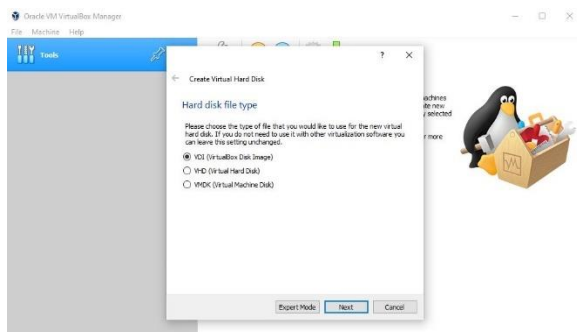 Oracle VM VirtualBox Manager
File Machine Help
Tools
Create Virtual Hard Disk
Hard disk file type
Please choose the type of file that you would like to use for the new virtual
hard disk. If you do not need to use it with other virtualization software you
can leave this setting unchanged.
VDI (VirtualBox Disk Image)
VHD (Virtual Hard Disk)
VMDK (Virtual Machine Disk)
Expert Mode Next Cancel
achines
ate new
y selected
r more
VM